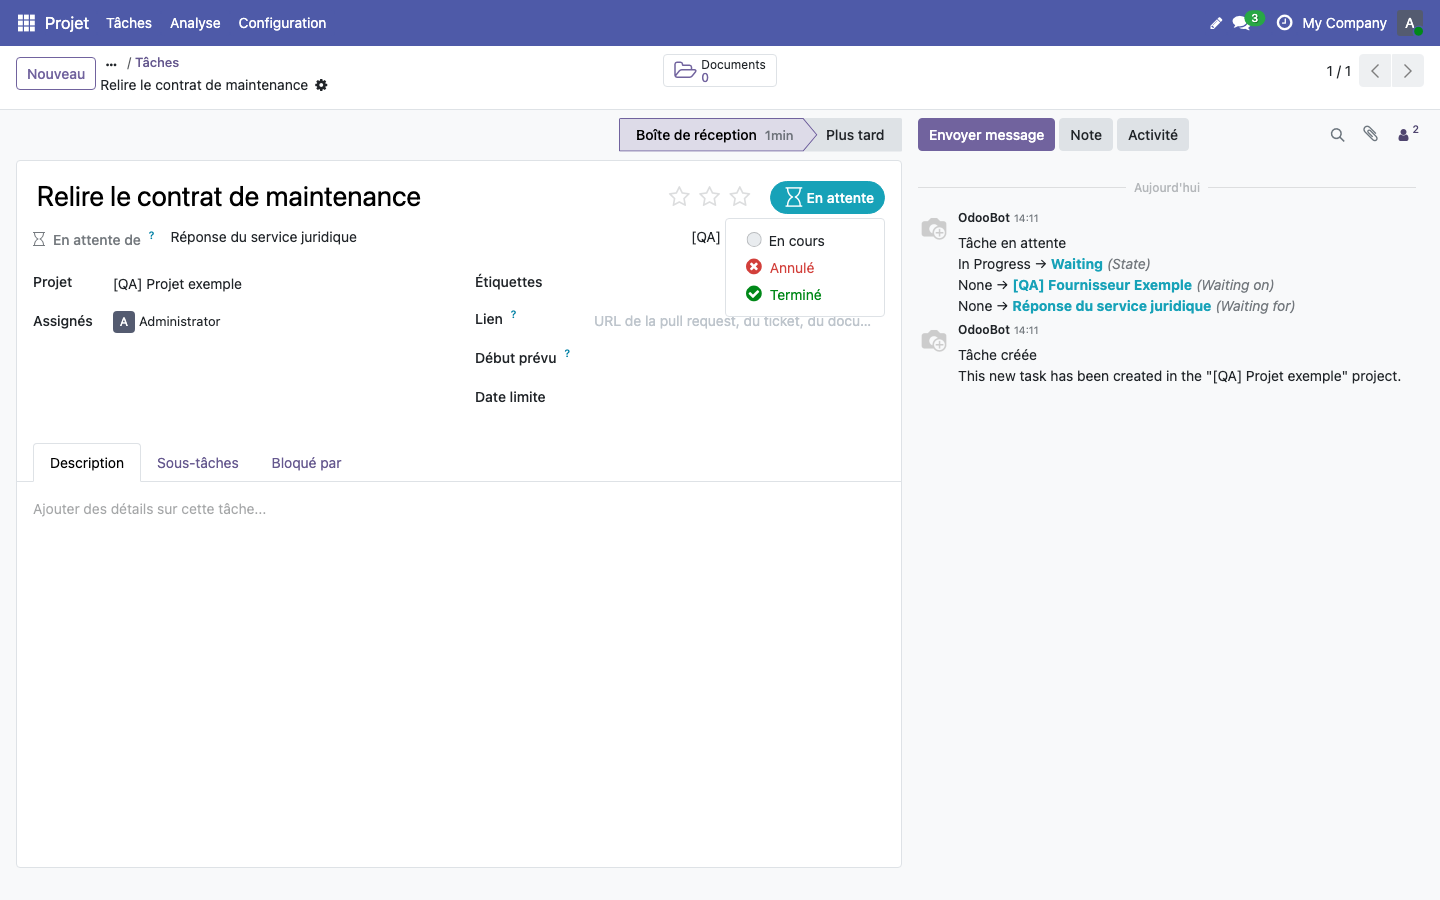 Projet Tâches Analyse Configuration 3 My Company A
Nouveau ... / Tâches
Relire le contrat de maintenance
Documents
0
1 / 1
Boîte de réception 1min Plus tard
Envoyer message Note Activité 2
Relire le contrat de maintenance
En attente
En attente de ? Réponse du service juridique [QA]
En cours
Annulé
Terminé
Projet [QA] Projet exemple
Assignés A Administrator
Étiquettes
Lien ? URL de la pull request, du ticket, du docu...
Début prévu ?
Date limite
Description Sous-tâches Bloqué par
Ajouter des détails sur cette tâche...
Aujourd'hui
OdooBot 14:11
Tâche en attente
In Progress → Waiting (State)
None → [QA] Fournisseur Exemple (Waiting on)
None → Réponse du service juridique (Waiting for)
OdooBot 14:11
Tâche créée
This new task has been created in the "[QA] Projet exemple" project.